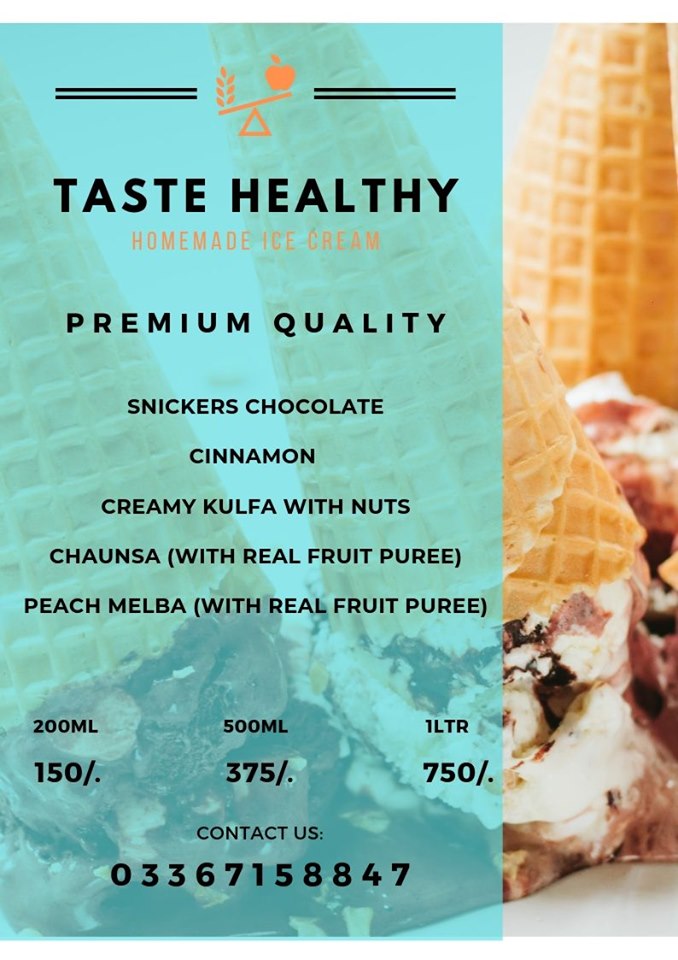 TASTE HEALTHY
HOMEMADE ICE CREAM
PREMIUM QUALITY
SNICKERS CHOCOLATE
CINNAMON
CREAMY KULFA WITH NUTS
CHAUNSA (WITH REAL FRUIT PUREE)
PEACH MELBA (WITH REAL FRUIT PUREE)
200ML 500ML 1LTR
150/. 375/. 750/.
CONTACT US:
03367158847